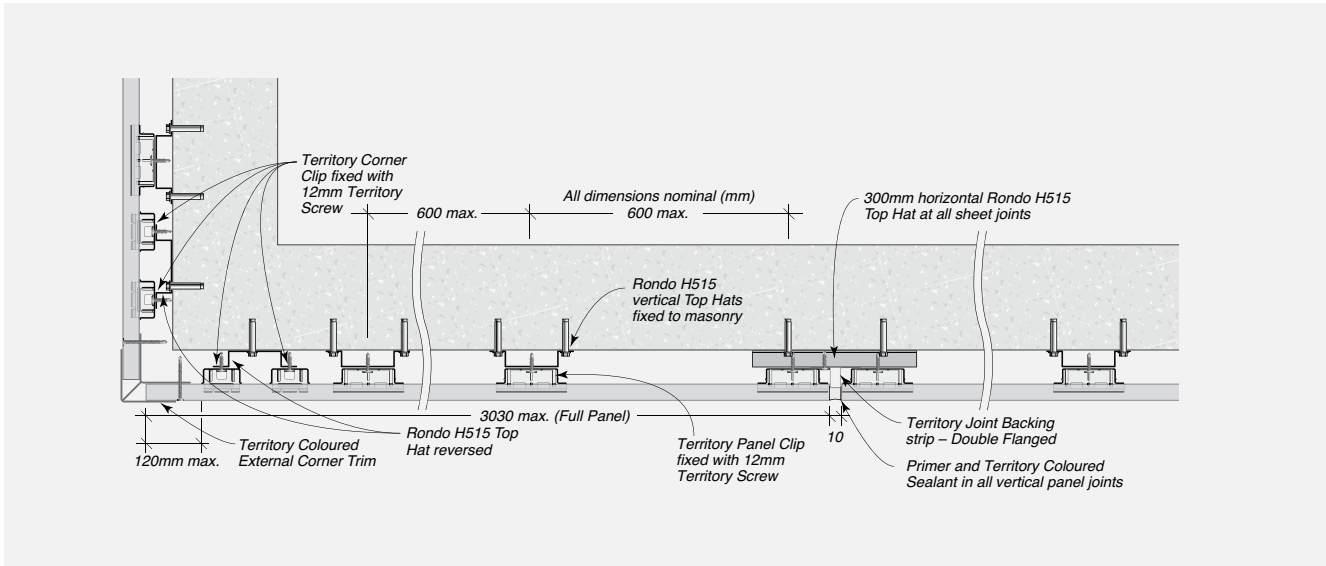 Territory Corner
Clip fixed with
12mm Territory
Screw
600 max.
All dimensions nominal (mm)
600 max.
300mm horizontal Rondo H515
Top Hat at all sheet joints
Rondo H515
vertical Top Hats
fixed to masonry
3030 max. (Full Panel)
10
120mm max.
Territory Coloured
External Corner Trim
Rondo H515 Top
Hat reversed
Territory Panel Clip
fixed with 12mm
Territory Screw
Territory Joint Backing
strip – Double Flanged
Primer and Territory Coloured
Sealant in all vertical panel joints